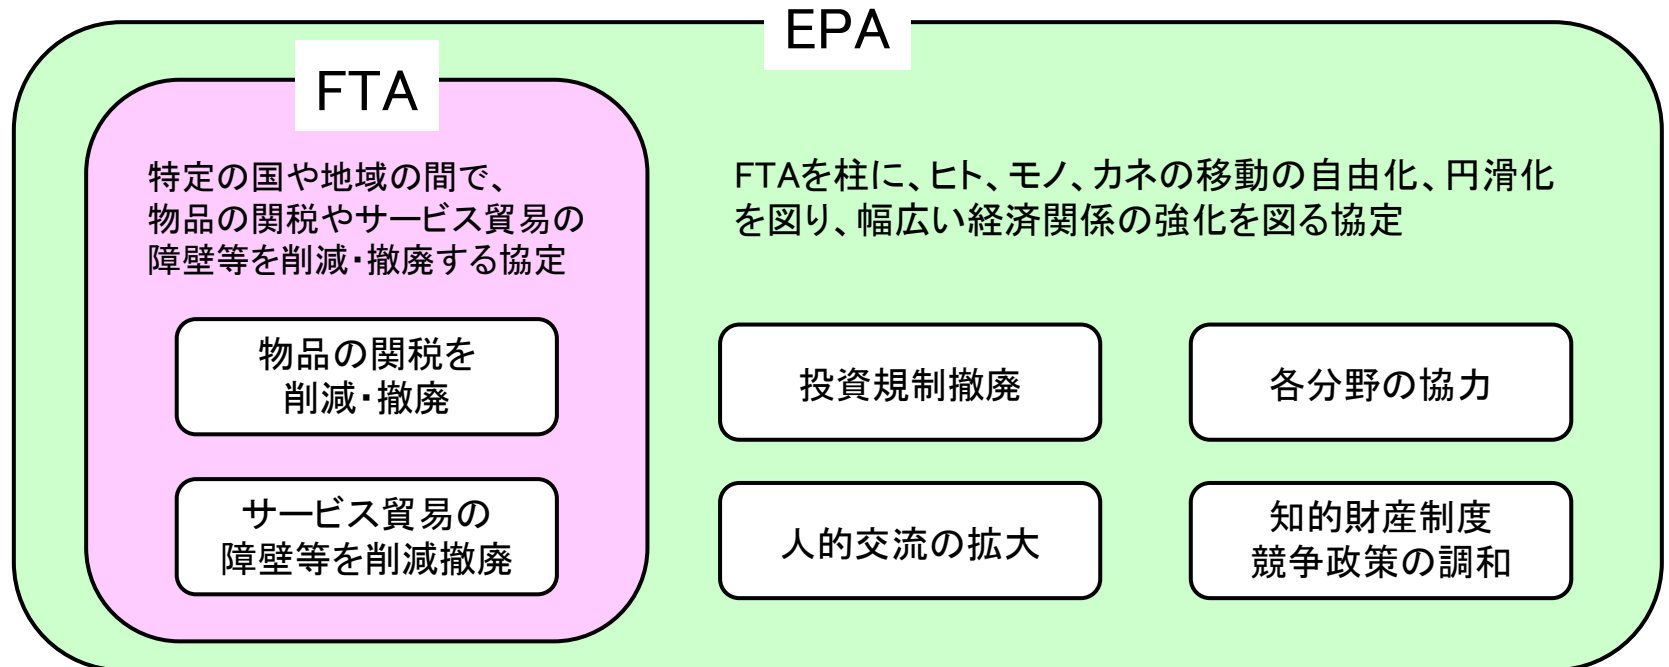 EPA
FTA
特定の国や地域の間で、
物品の関税やサービス貿易の
障壁等を削減・撤廃する協定
FTAを柱に、ヒト、モノ、カネの移動の自由化、円滑化
を図り、幅広い経済関係の強化を図る協定
物品の関税を
削減・撤廃
サービス貿易の
障壁等を削減撤廃
投資規制撤廃
各分野の協力
人的交流の拡大
知的財産制度
競争政策の調和